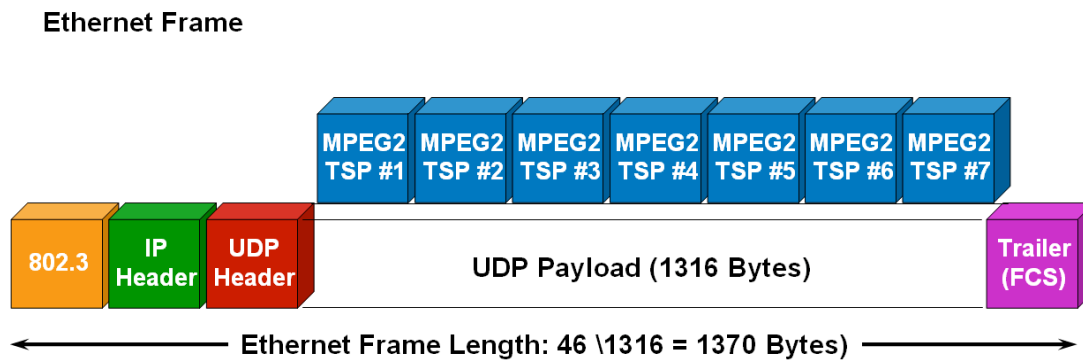 Ethernet Frame
MPEG2 TSP #1
MPEG2 TSP #2
MPEG2 TSP #3
MPEG2 TSP #4
MPEG2 TSP #5
MPEG2 TSP #6
MPEG2 TSP #7
802.3
IP Header
UDP Header
UDP Payload (1316 Bytes)
Trailer (FCS)
Ethernet Frame Length: 46 \1316 = 1370 Bytes)